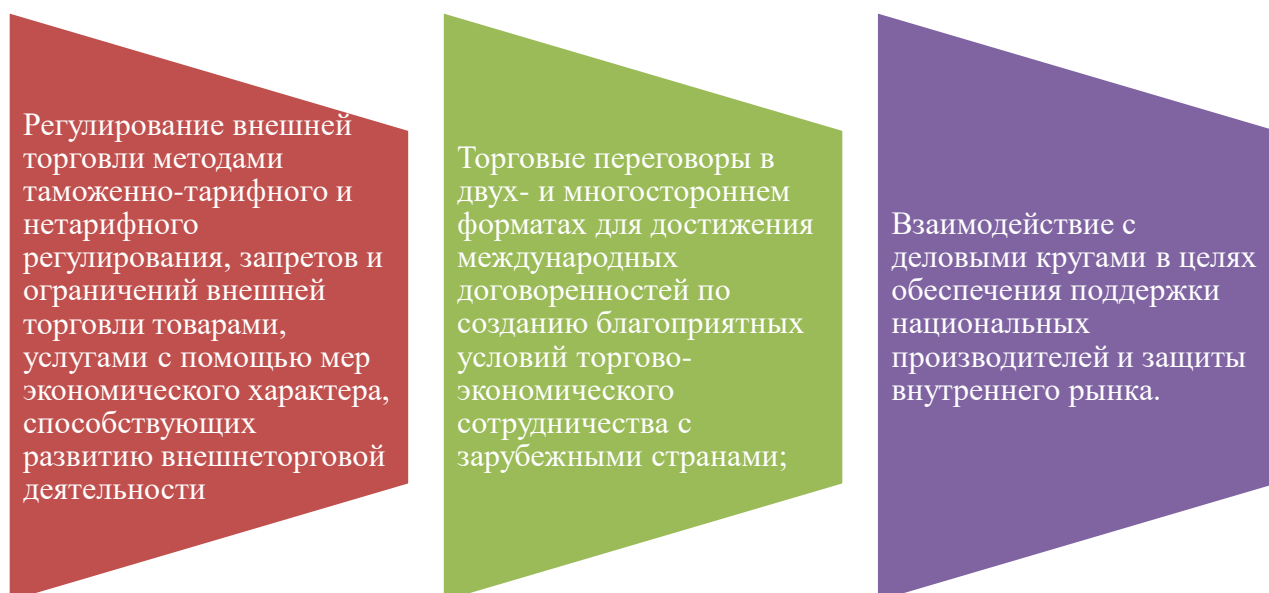 Регулирование внешней
торговли методами
таможенно-тарифного и
нетарифного
регулирования, запретов и
ограничений внешней
торговли товарами,
услугами с помощью мер
экономического характера,
способствующих
развитию внешнеторговой
деятельности
Торговые переговоры в
двух- и многостороннем
форматах для достижения
международных
договоренностей по
созданию благоприятных
условий торгово-
экономического
сотрудничества с
зарубежными странами;
Взаимодействие с
деловыми кругами в целях
обеспечения поддержки
национальных
производителей и защиты
внутреннего рынка.